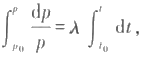 ∫_{p_0}^{p} dp/p = λ ∫_{t_0}^{t} dt,